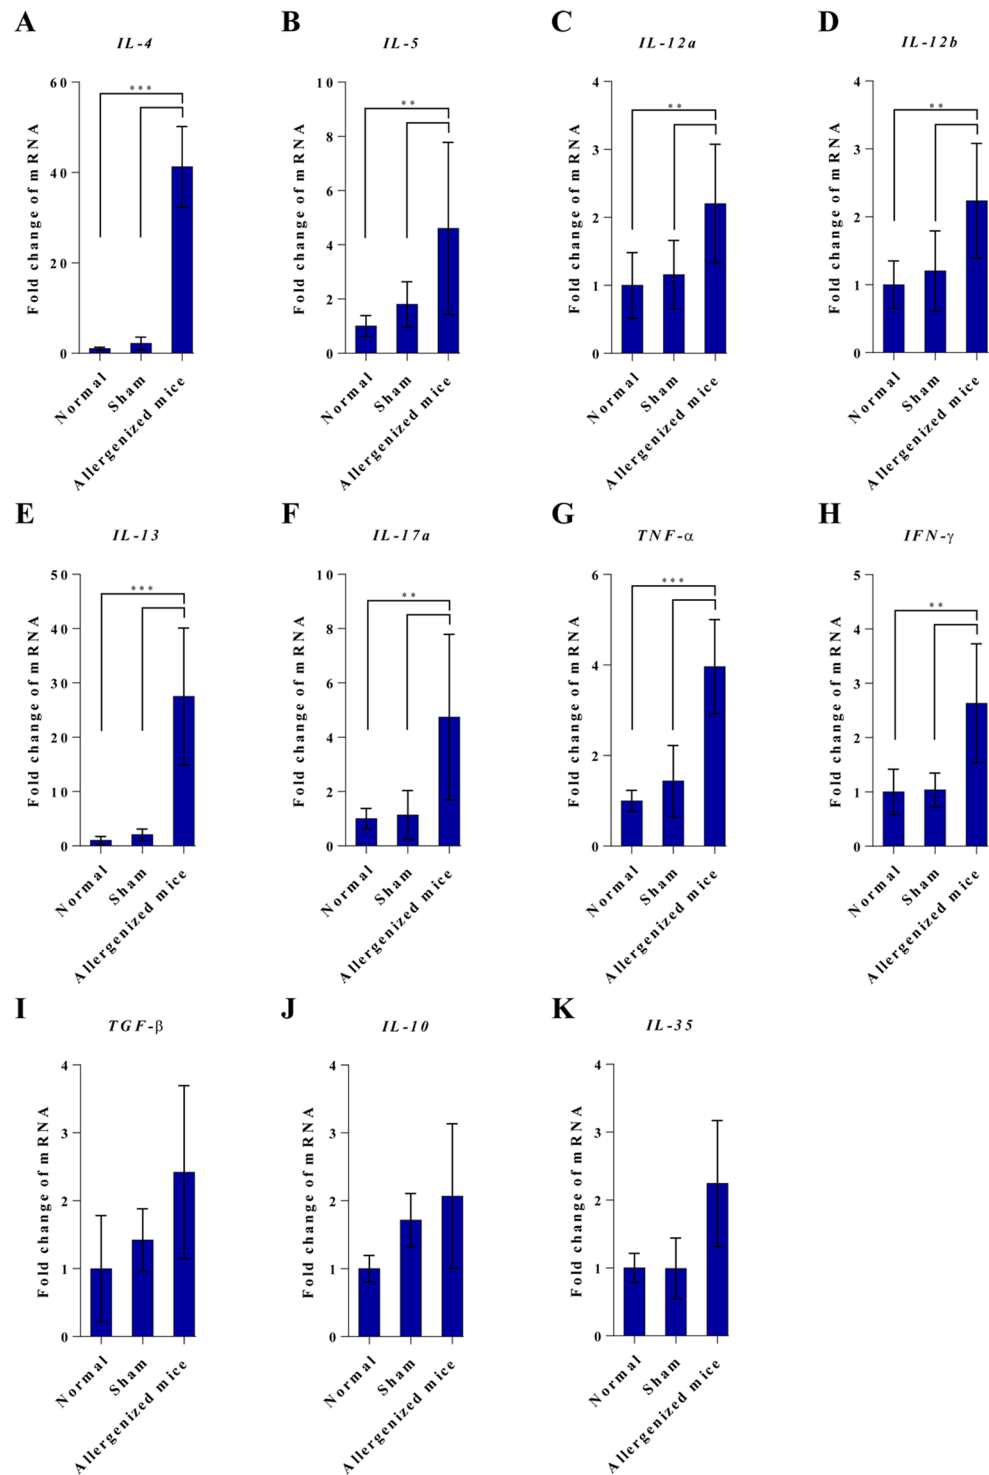 A
IL-4
Fold change of mRNA
60
40
20
0
***
Normal
Sham
Allergenized mice
B
IL-5
Fold change of mRNA
10
8
6
4
2
0
**
Normal
Sham
Allergenized mice
C
IL-12a
Fold change of mRNA
4
3
2
1
0
**
Normal
Sham
Allergenized mice
D
IL-12b
Fold change of mRNA
4
3
2
1
0
**
Normal
Sham
Allergenized mice
E
IL-13
Fold change of mRNA
50
40
30
20
10
0
***
Normal
Sham
Allergenized mice
F
IL-17a
Fold change of mRNA
10
8
6
4
2
0
**
Normal
Sham
Allergenized mice
G
TNF-α
Fold change of mRNA
6
4
2
0
***
Normal
Sham
Allergenized mice
H
IFN-γ
Fold change of mRNA
5
4
3
2
1
0
**
Normal
Sham
Allergenized mice
I
TGF-β
Fold change of mRNA
4
3
2
1
0
Normal
Sham
Allergenized mice
J
IL-10
Fold change of mRNA
4
3
2
1
0
Normal
Sham
Allergenized mice
K
IL-35
Fold change of mRNA
4
3
2
1
0
Normal
Sham
Allergenized mice